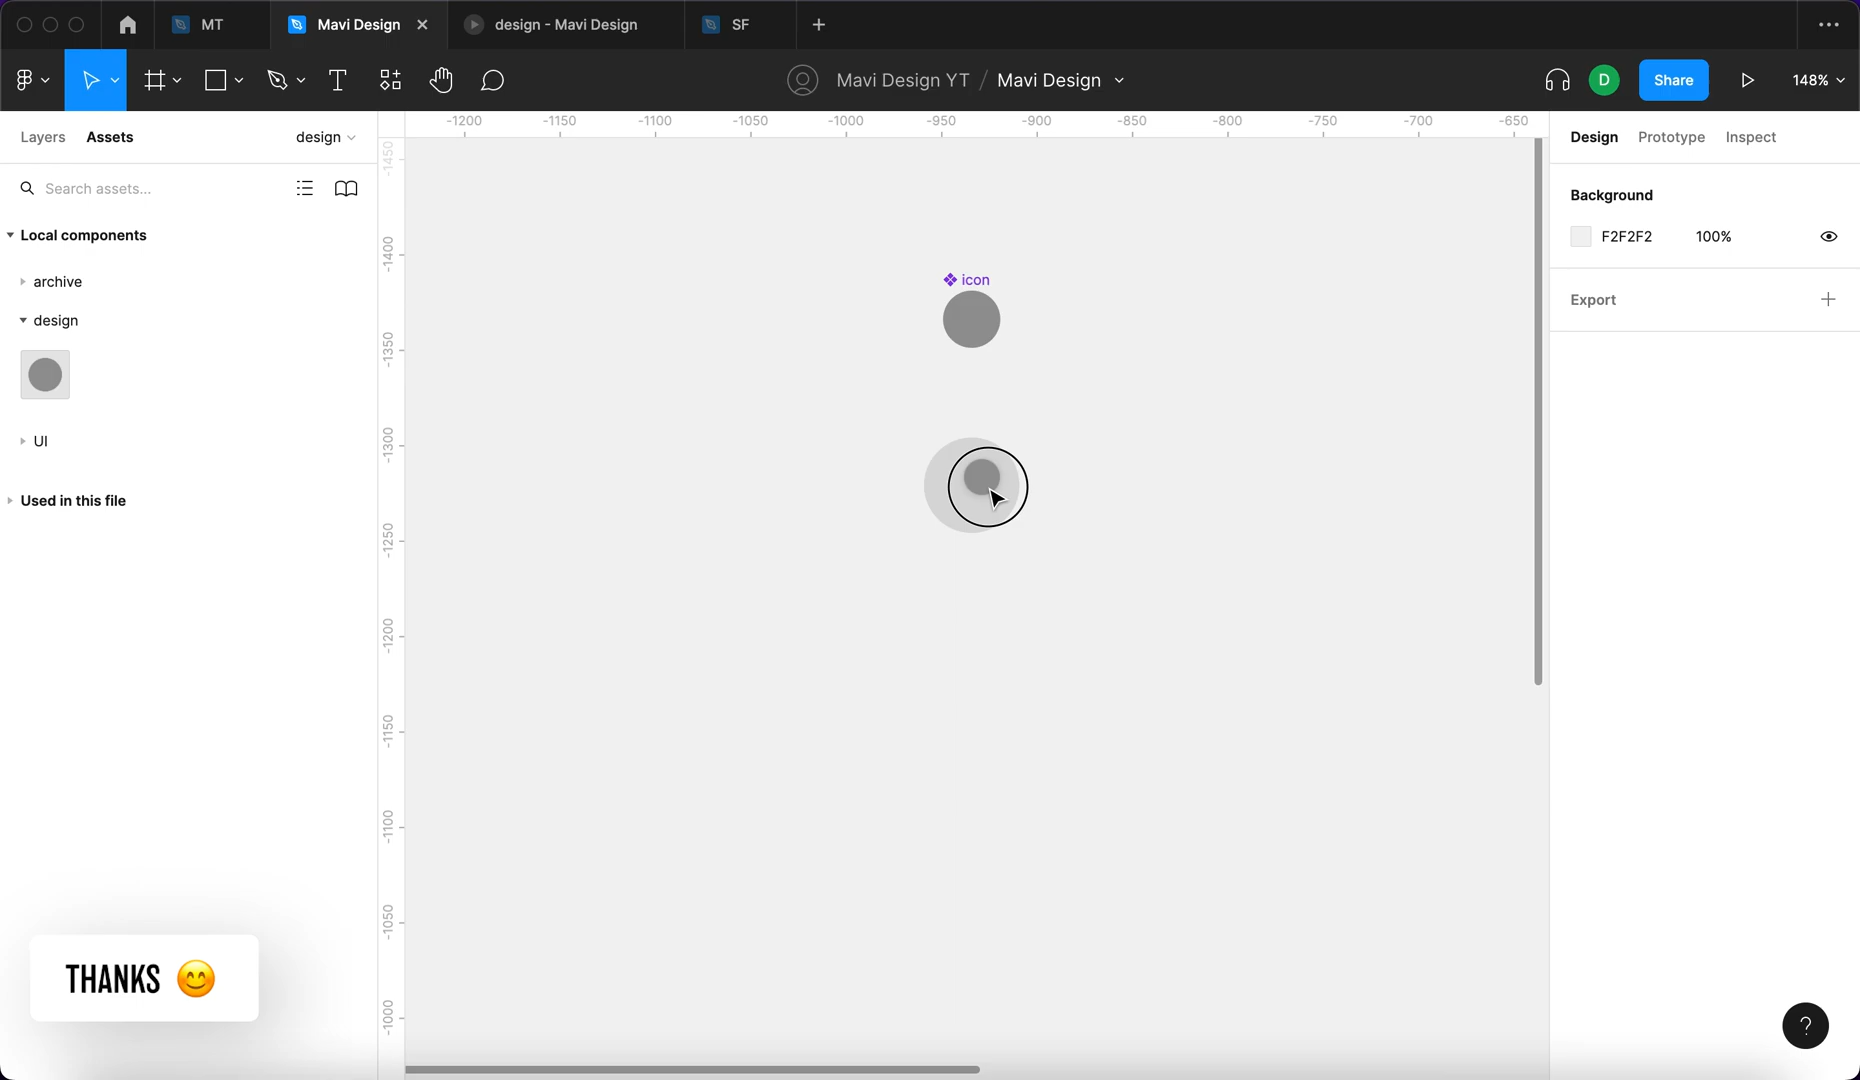 MT
Mavi Design
design - Mavi Design
SF
T
Mavi Design YT / Mavi Design
D
Share
148%
Layers
Assets
design
-1200
-1150
-1100
-1050
-1000
-950
-900
-850
-800
-750
-700
-650
Design
Prototype
Inspect
Search assets...
Local components
archive
design
UI
Used in this file
-1450
-1400
-1350
-1300
-1250
-1200
-1150
-1100
-1050
-1000
icon
Background
F2F2F2
100%
Export
THANKS 😊
?